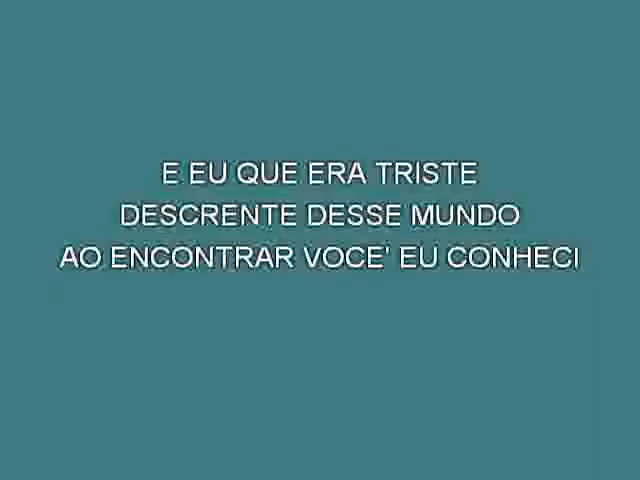 E EU QUE ERA TRISTE
DESCRENTE DESSE MUNDO
AO ENCONTRAR VOCE' EU CONHECI